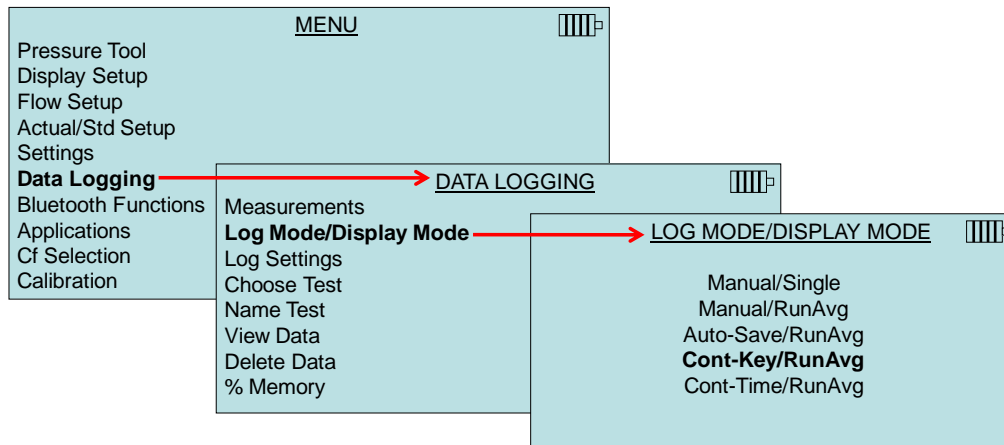 MENU
Pressure Tool
Display Setup
Flow Setup
Actual/Std Setup
Settings
Data Logging
Bluetooth Functions
Applications
Cf Selection
Calibration
DATA LOGGING
Measurements
Log Mode/Display Mode
Log Settings
Choose Test
Name Test
View Data
Delete Data
% Memory
LOG MODE/DISPLAY MODE
Manual/Single
Manual/RunAvg
Auto-Save/RunAvg
Cont-Key/RunAvg
Cont-Time/RunAvg